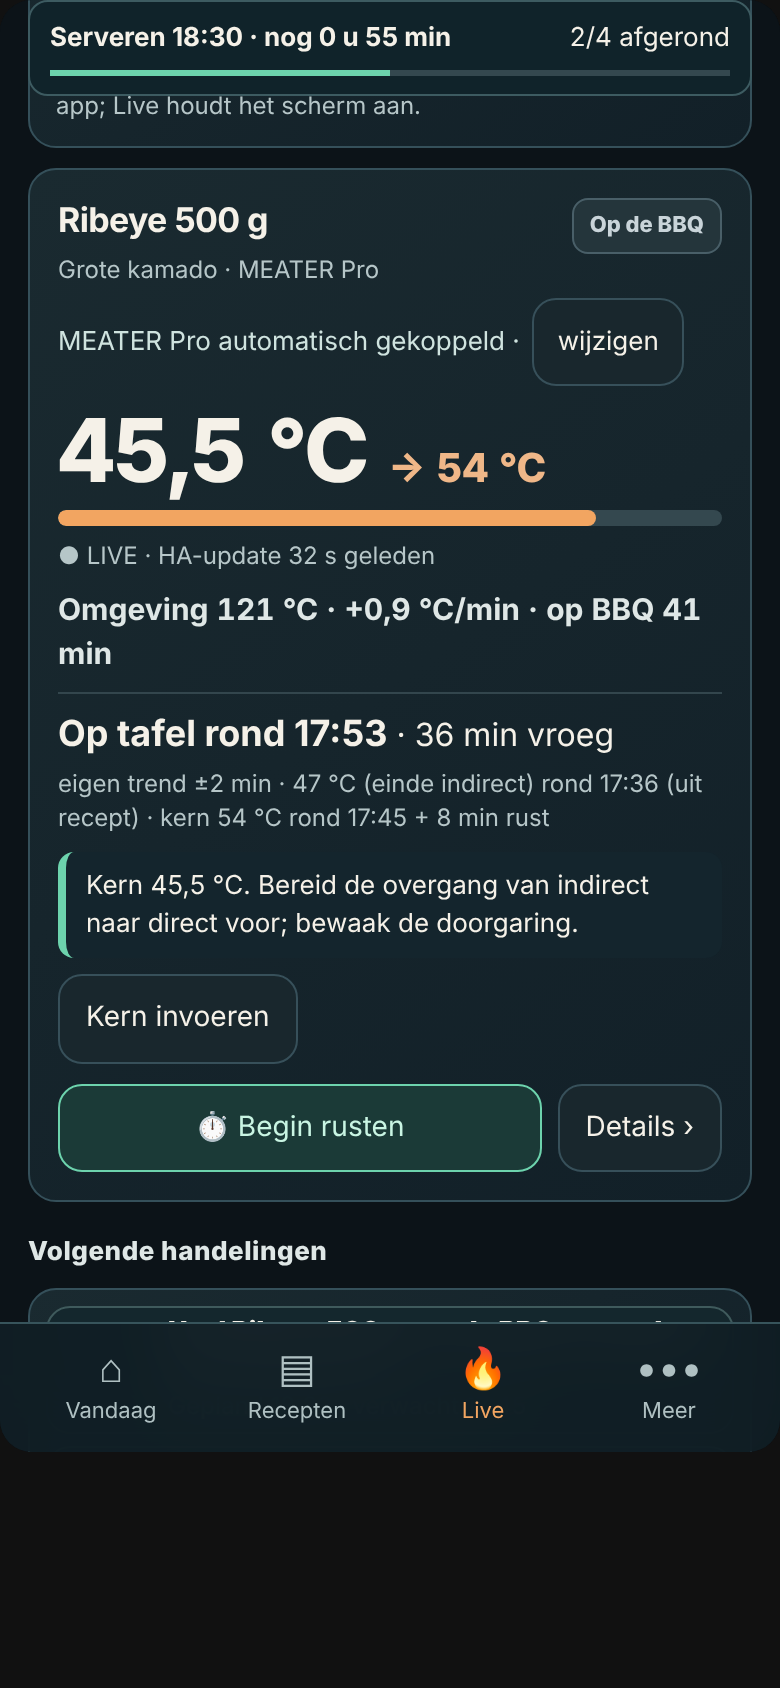 Serveren 18:30 · nog 0 u 55 min
2/4 afgerond
app; Live houdt het scherm aan.
Ribeye 500 g
Op de BBQ
Grote kamado · MEATER Pro
MEATER Pro automatisch gekoppeld ·
wijzigen
45,5 °C → 54 °C
LIVE · HA-update 32 s geleden
Omgeving 121 °C · +0,9 °C/min · op BBQ 41
min
Op tafel rond 17:53 · 36 min vroeg
eigen trend ±2 min · 47 °C (einde indirect) rond 17:36 (uit
recept) · kern 54 °C rond 17:45 + 8 min rust
Kern 45,5 °C. Bereid de overgang van indirect
naar direct voor; bewaak de doorgaring.
Kern invoeren
Begin rusten
Details ›
Volgende handelingen
Vandaag
Recepten
Live
Meer